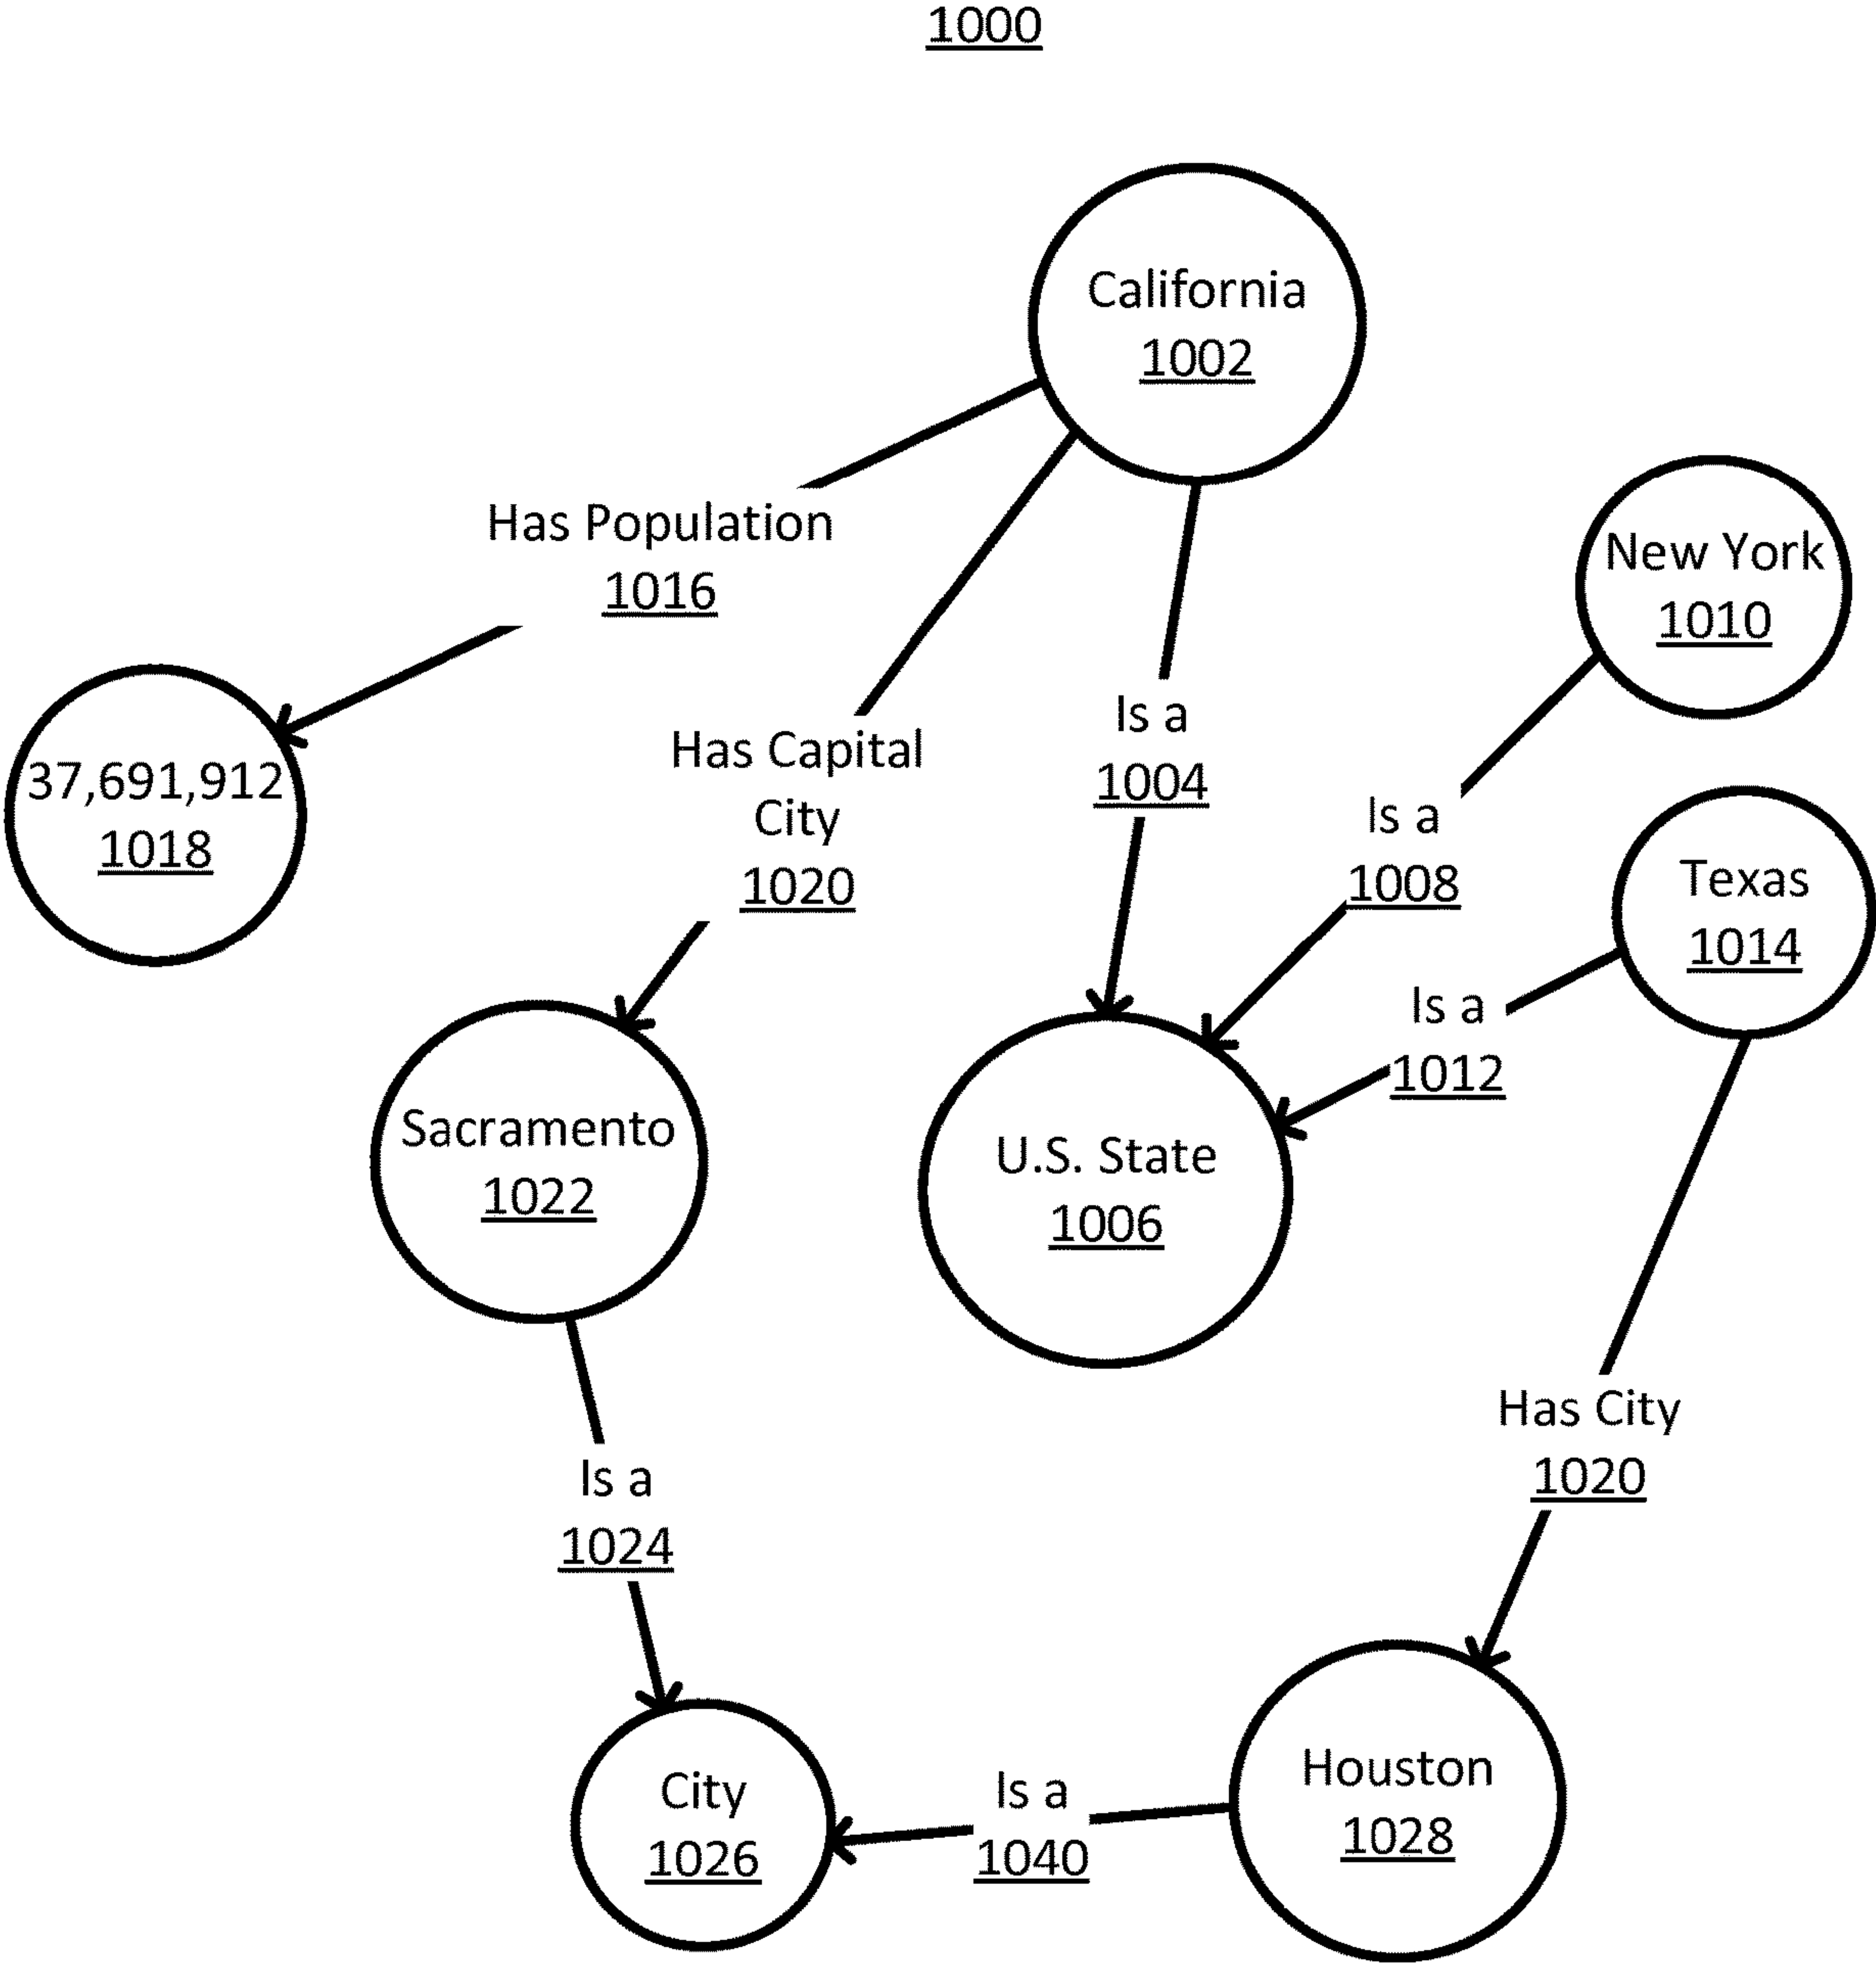 1000
California
1002
Has Population
1016
New York
1010
37,691,912
1018
Has Capital
City
1020
Is a
1004
Is a
1008
Texas
1014
Is a
1012
Sacramento
1022
U.S. State
1006
Has City
1020
Is a
1024
City
1026
Is a
1040
Houston
1028